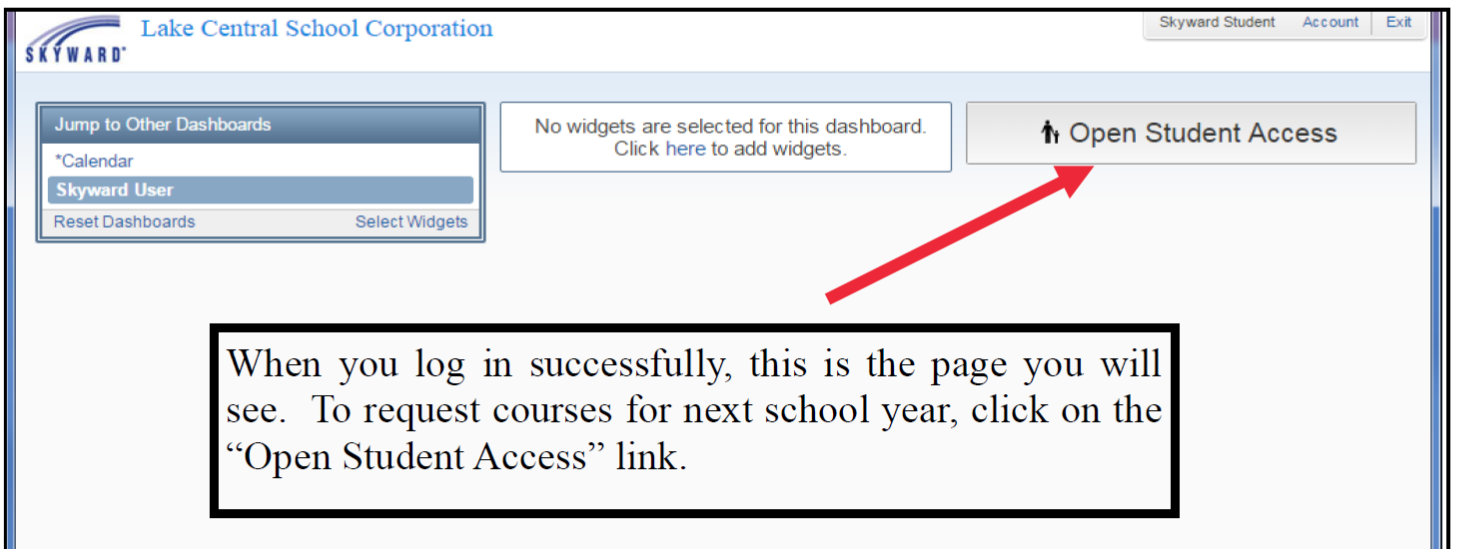 Lake Central School Corporation
SKYWARD®
Skyward Student Account Exit
Jump to Other Dashboards
*Calendar
Skyward User
Reset Dashboards Select Widgets
No widgets are selected for this dashboard.
Click here to add widgets.
Open Student Access
When you log in successfully, this is the page you will
see. To request courses for next school year, click on the
“Open Student Access” link.